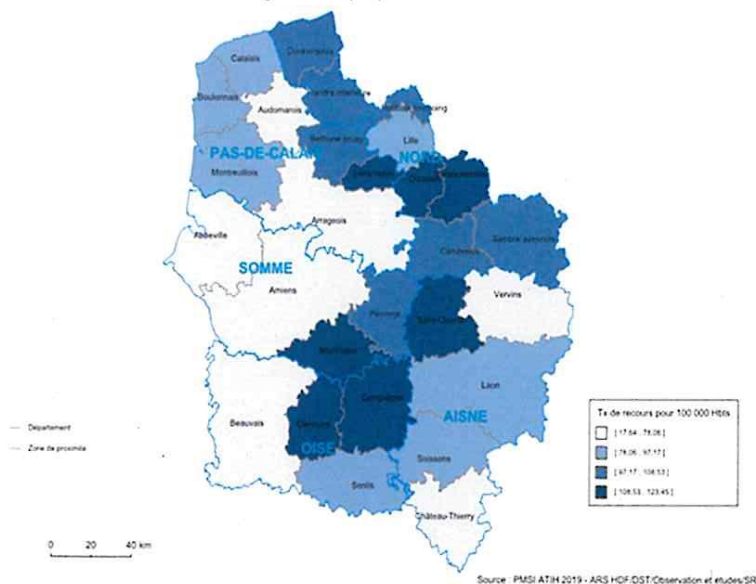 Calaisis
Dunkerquois
Boulonnais
Audomarois
Flandre intérieure
Lille
PAS-DE-CALAIS
NORD
Montreuillois
Arrageois
Abbeville
Cambrésis
SOMME
Amiens
Vervins
Péronne
Saint-Quentin
Montdidier
Laon
Compiègne
Beauvais
Clermont
AISNE
OISE
Soissons
Senlis
Château-Thierry
Département
Zone de proximité
Tx de recours pour 100 000 Hbts
[ 17.64 ; 78.06 [
[ 78.06 ; 97.17 [
[ 97.17 ; 108.53 [
[ 108.53 ; 123.45 [
0 20 40 km
Source : PMSI ATIH 2019 - ARS HDF/DST/Observation et études/SR